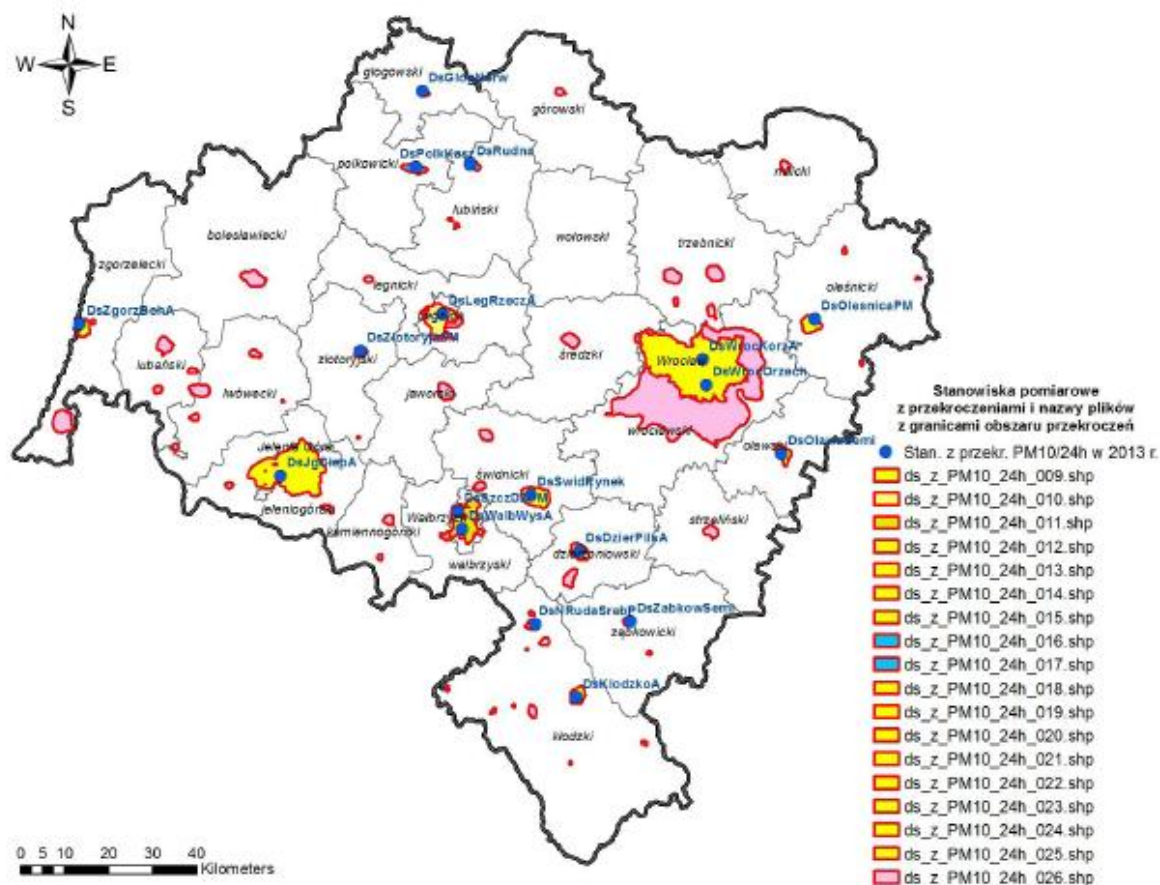 N
W E
S
głogowski
DsGlogWiw
górowski
polkowicki
DsPolkKasz
DsRudna
lubiński
milicki
bolesławiecki
wołowski
trzebnicki
zgorzelecki
legnicki
oleśnicki
DsZgorzBohA
DsLegRzeczA
DsOlesnicaPM
lubański
złotoryjski
średzki
Wrocław
DsWrocKorzA
DsWrocOrzech
lwówecki
jaworski
wrocławski
oławski
DsJgCiepA
świdnicki
DsSwidRynek
jeleniogórski
kamiennogórski
DsWalbWysA
strzeliński
DsDzierPilsA
dzierżoniowski
wałbrzyski
DsNRudaSrebP
DsZabkowSemi
ząbkowicki
DsKlodzkoA
kłodzki
Stanowiska pomiarowe
z przekroczeniami i nazwy plików
z granicami obszaru przekroczeń
Stan. z przekr. PM10/24h w 2013 r.
ds_z_PM10_24h_009.shp
ds_z_PM10_24h_010.shp
ds_z_PM10_24h_011.shp
ds_z_PM10_24h_012.shp
ds_z_PM10_24h_013.shp
ds_z_PM10_24h_014.shp
ds_z_PM10_24h_015.shp
ds_z_PM10_24h_016.shp
ds_z_PM10_24h_017.shp
ds_z_PM10_24h_018.shp
ds_z_PM10_24h_019.shp
ds_z_PM10_24h_020.shp
ds_z_PM10_24h_021.shp
ds_z_PM10_24h_022.shp
ds_z_PM10_24h_023.shp
ds_z_PM10_24h_024.shp
ds_z_PM10_24h_025.shp
ds_z_PM10_24h_026.shp
0 5 10 20 30 40
Kilometers